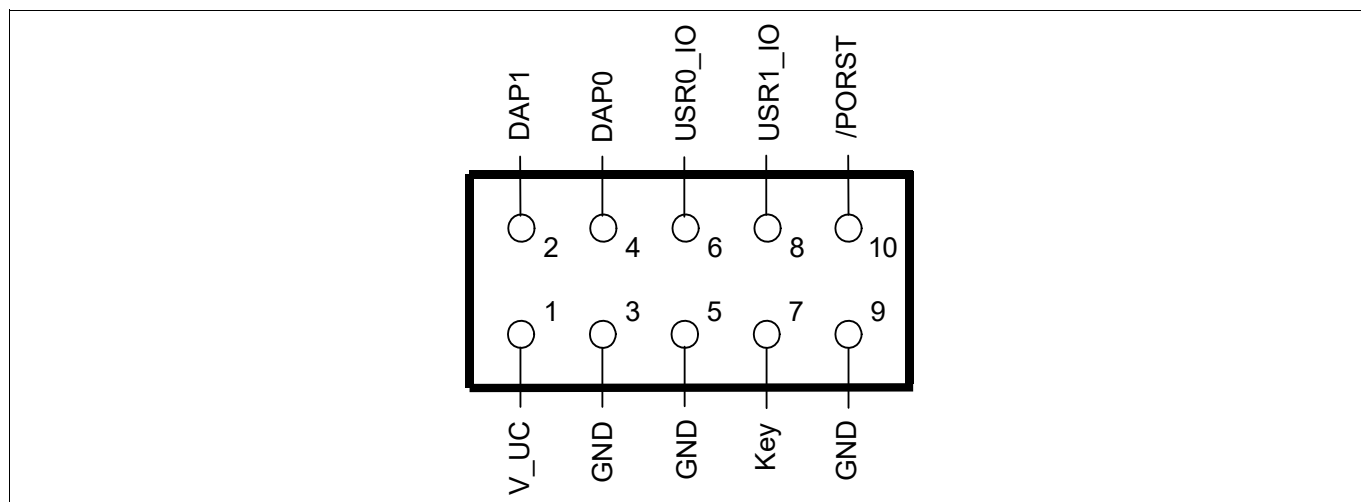 DAP1
DAP0
USR0_IO
USR1_IO
/PORST
2
4
6
8
10
1
3
5
7
9
V_UC
GND
GND
Key
GND